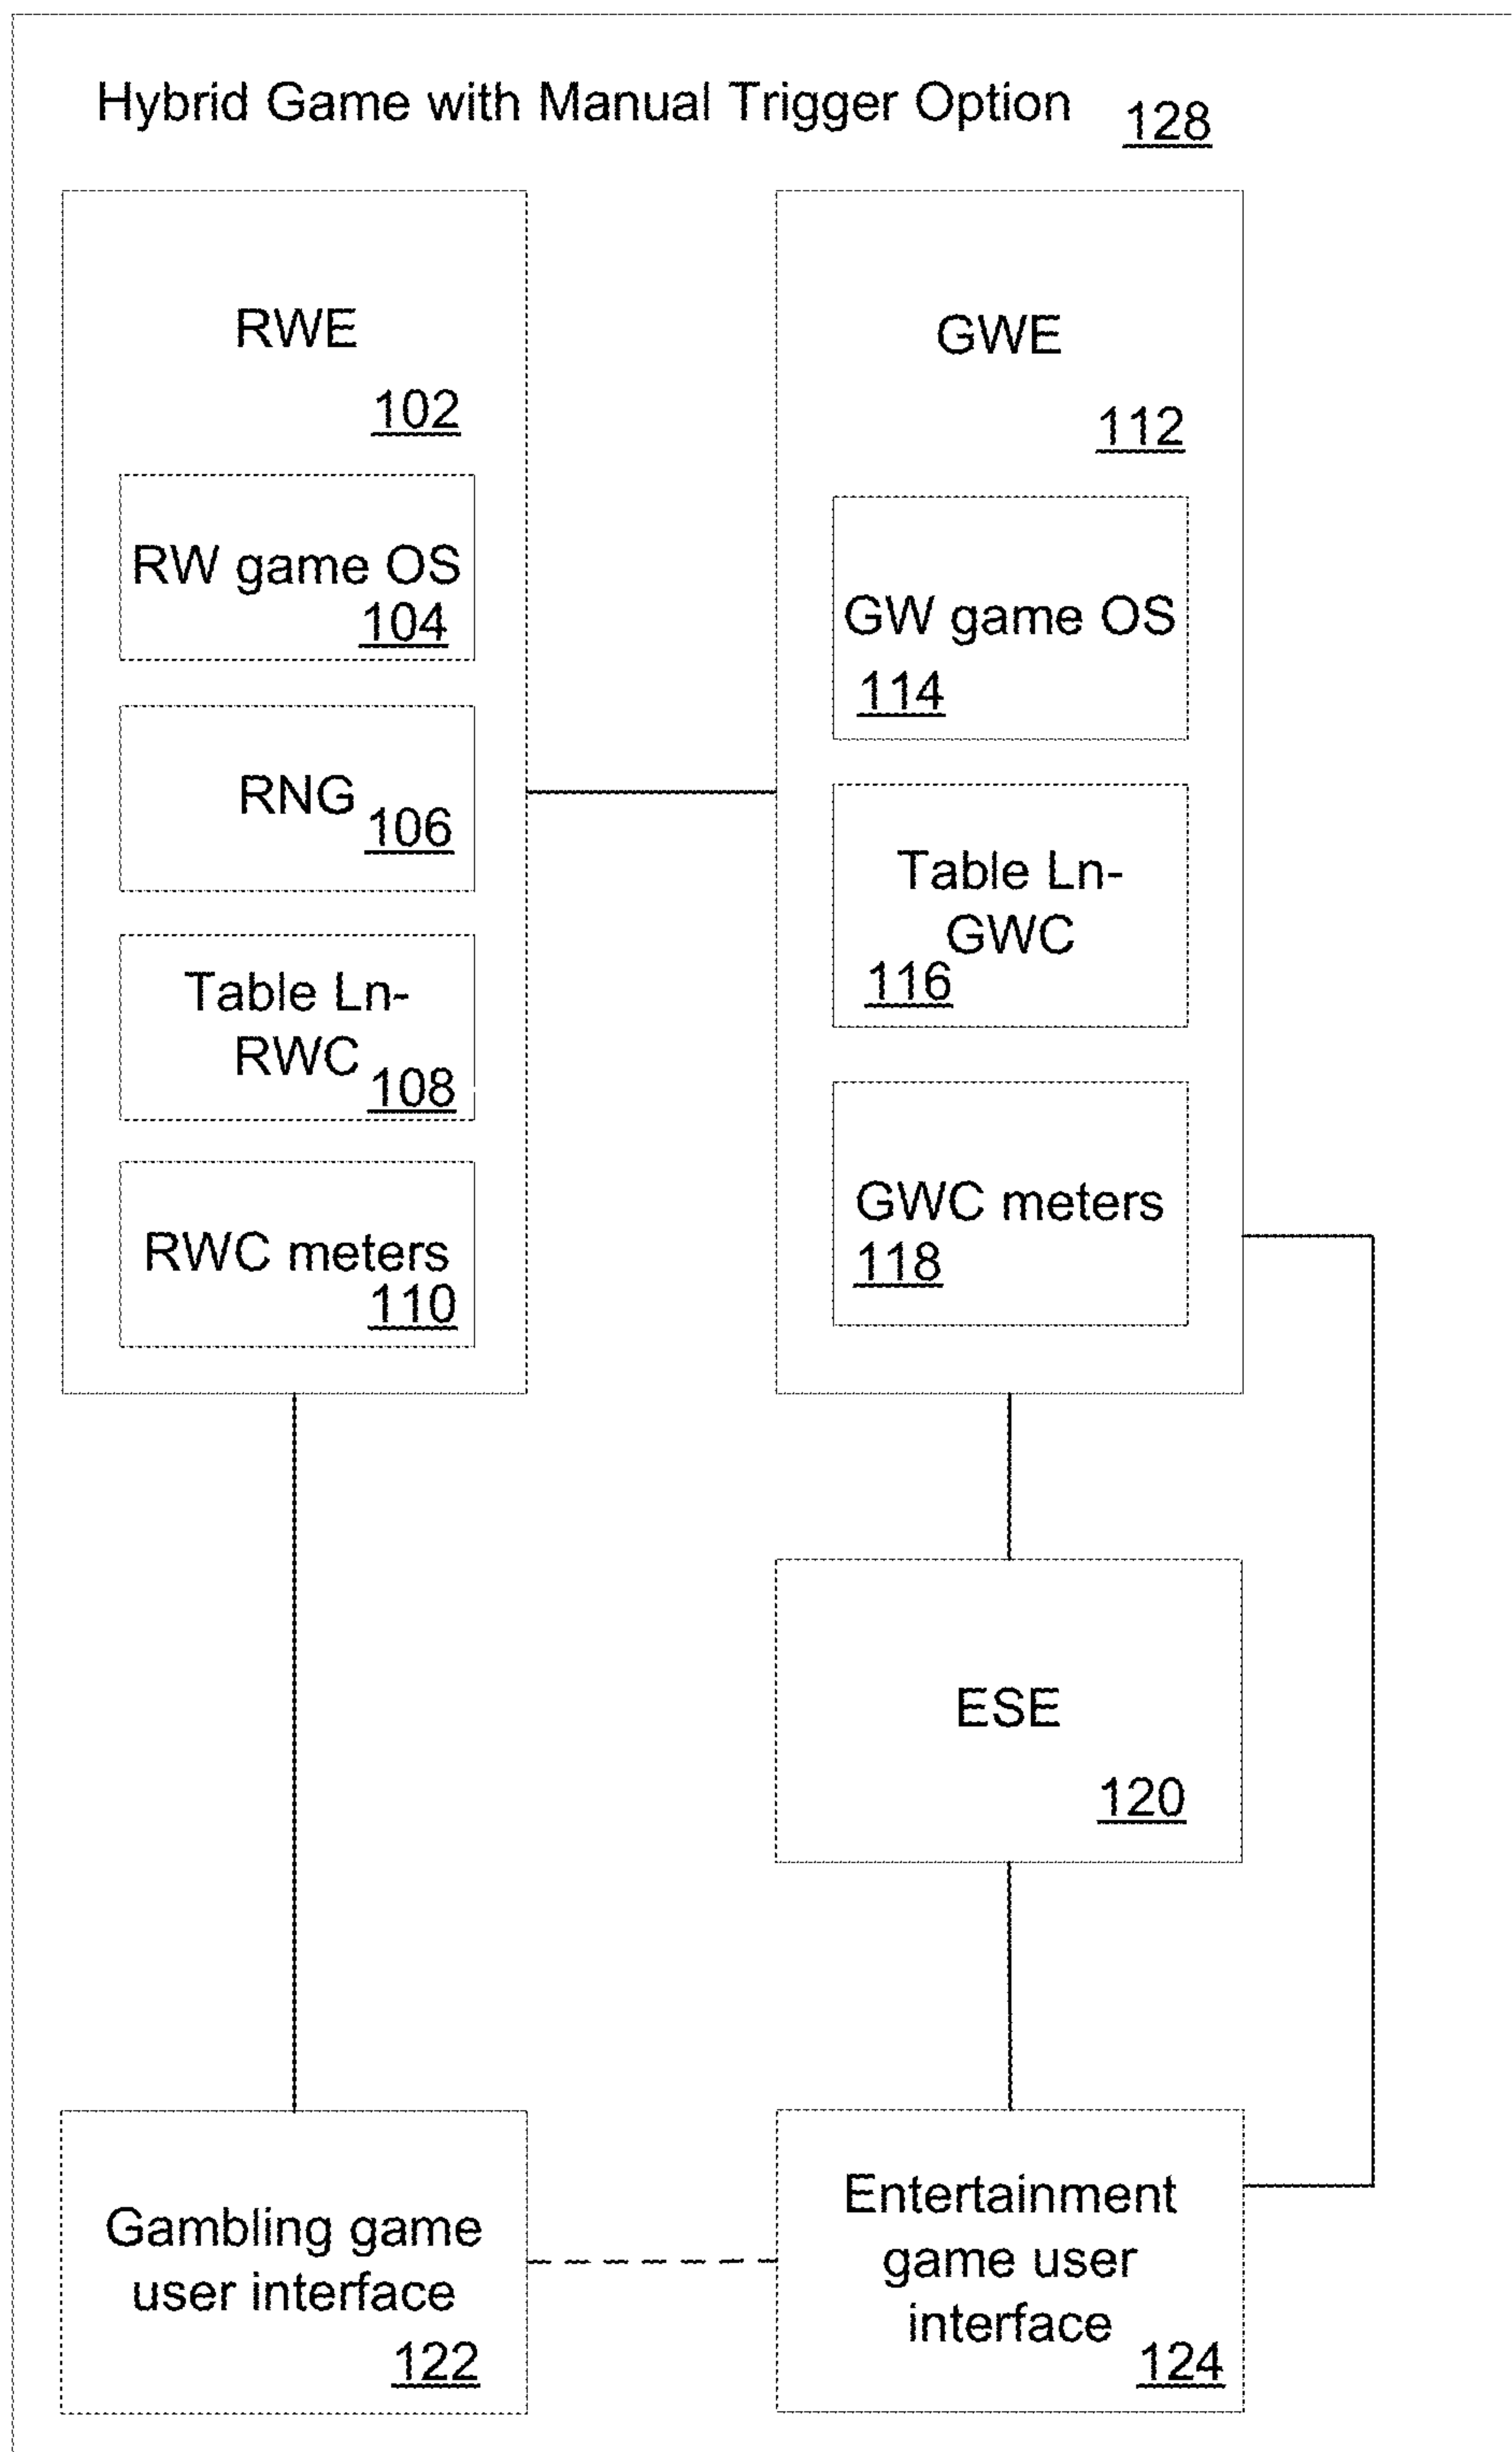 Hybrid Game with Manual Trigger Option 128
RWE
102
RW game OS
104
RNG
106
Table Ln-
RWC
108
RWC meters
110
GWE
112
GW game OS
114
Table Ln-
GWC
116
GWC meters
118
ESE
120
Gambling game
user interface
122
Entertainment
game user
interface
124